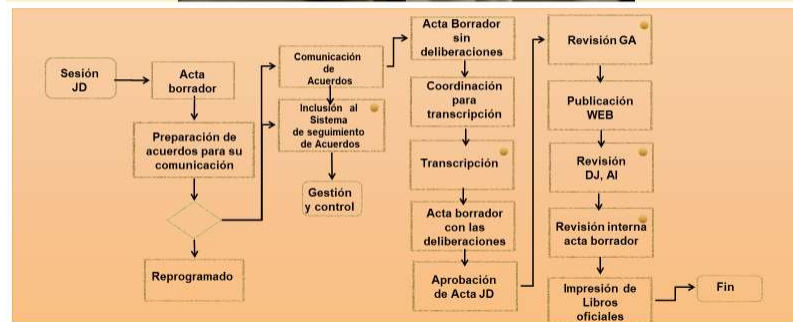 Sesión
JD
Acta
borrador
Preparación de
acuerdos para su
comunicación
Reprogramado
Comunicación
de
Acuerdos
Inclusión al
Sistema
de seguimiento
de Acuerdos
Gestión
y control
Acta Borrador
sin
deliberaciones
Coordinación
para
transcripción
Transcripción
Acta borrador
con las
deliberaciones
Aprobación
de Acta JD
Revisión GA
Publicación
WEB
Revisión
DJ, AI
Revisión interna
acta borrador
Impresión de
Libros
oficiales
Fin